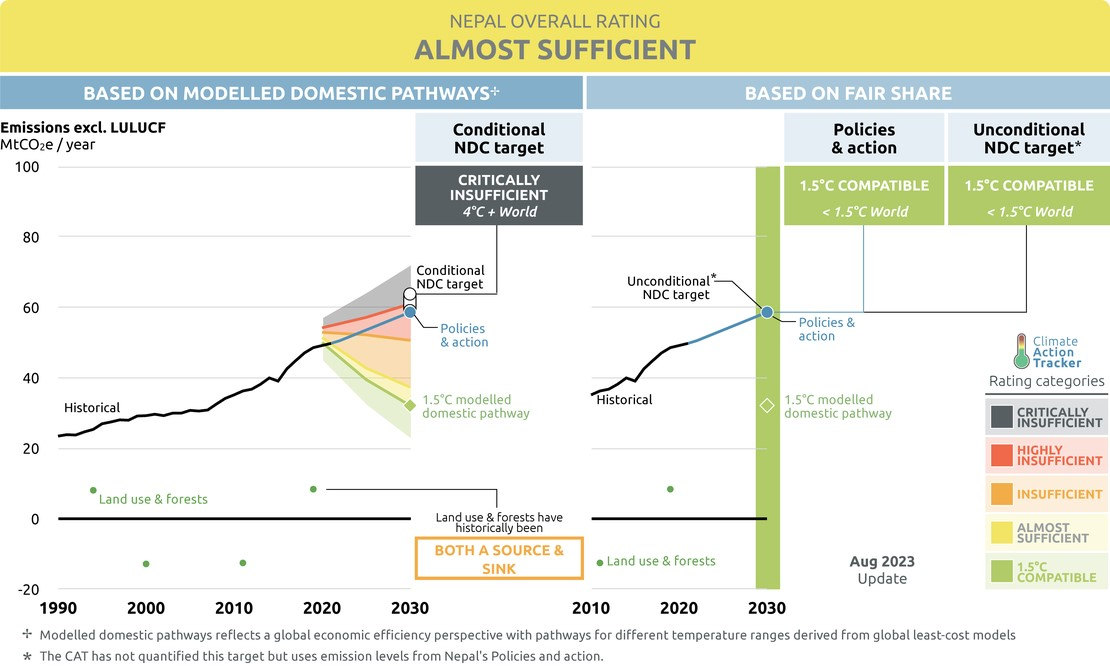 NEPAL OVERALL RATING
ALMOST SUFFICIENT
BASED ON MODELLED DOMESTIC PATHWAYS✢
BASED ON FAIR SHARE
Emissions excl. LULUCF
MtCO₂e / year
Conditional
NDC target
CRITICALLY
INSUFFICIENT
4°C + World
Policies
& action
1.5°C COMPATIBLE
< 1.5°C World
Unconditional
NDC target*
1.5°C COMPATIBLE
< 1.5°C World
100
80
60
40
20
0
-20
Conditional
NDC target
Policies
& action
1.5°C modelled
domestic pathway
Historical
Land use & forests
Land use & forests have
historically been
BOTH A SOURCE &
SINK
1990
2000
2010
2020
2030
Unconditional*
NDC target
Policies &
action
1.5°C modelled
domestic pathway
Historical
Land use & forests
2010
2020
2030
Aug 2023
Update
Climate
Action
Tracker
Rating categories
CRITICALLY
INSUFFICIENT
HIGHLY
INSUFFICIENT
INSUFFICIENT
ALMOST
SUFFICIENT
1.5°C
COMPATIBLE
✢ Modelled domestic pathways reflects a global economic efficiency perspective with pathways for different temperature ranges derived from global least-cost models
* The CAT has not quantified this target but uses emission levels from Nepal's Policies and action.